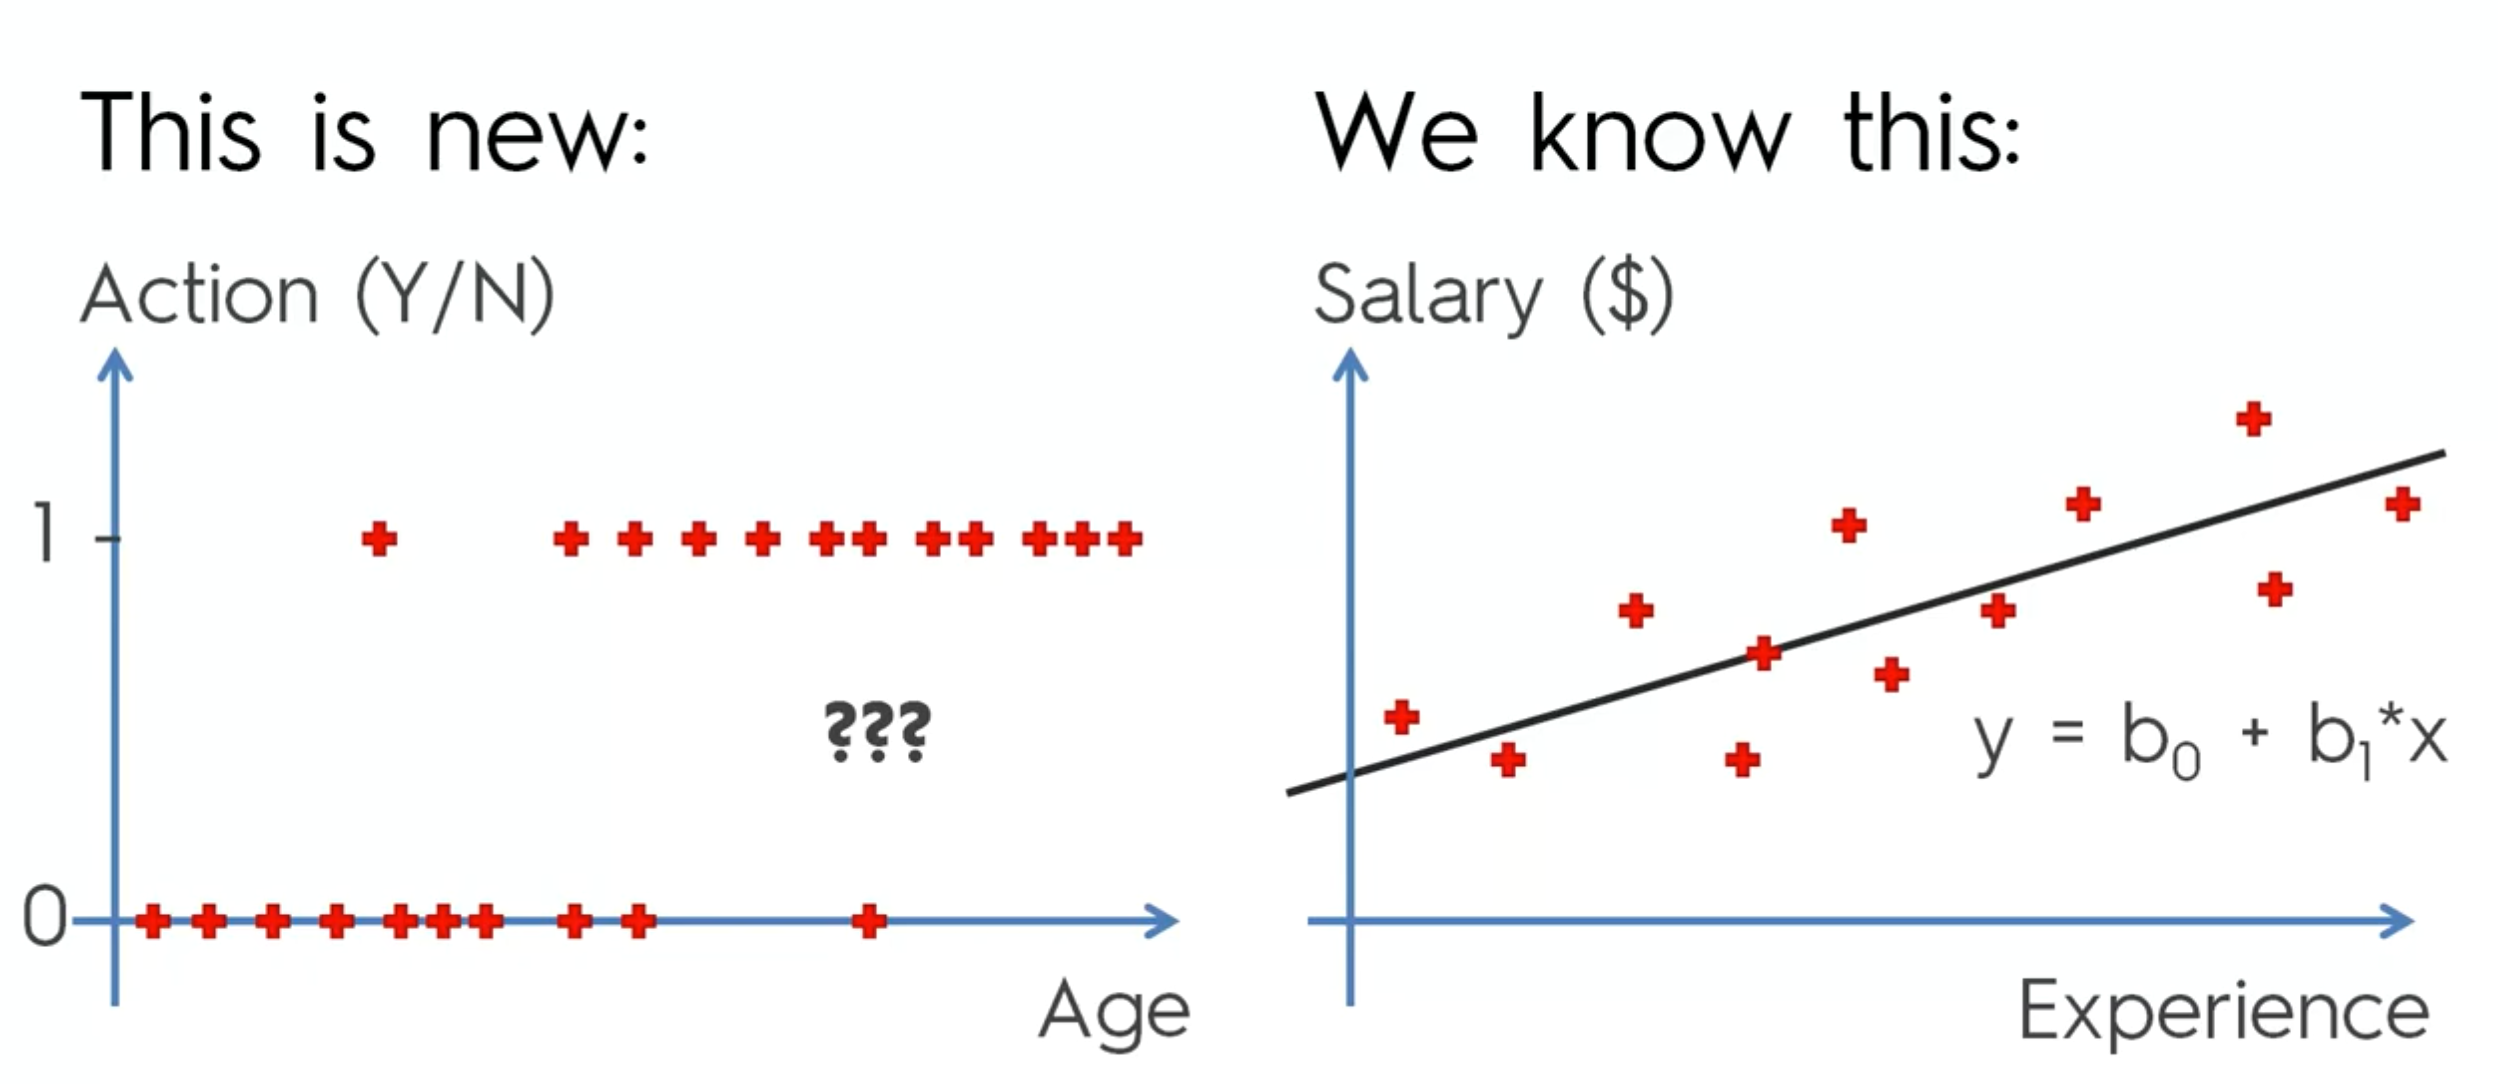 This is new:
Action (Y/N)
1
???
0
Age
We know this:
Salary ($)
y = b₀ + b₁*x
Experience